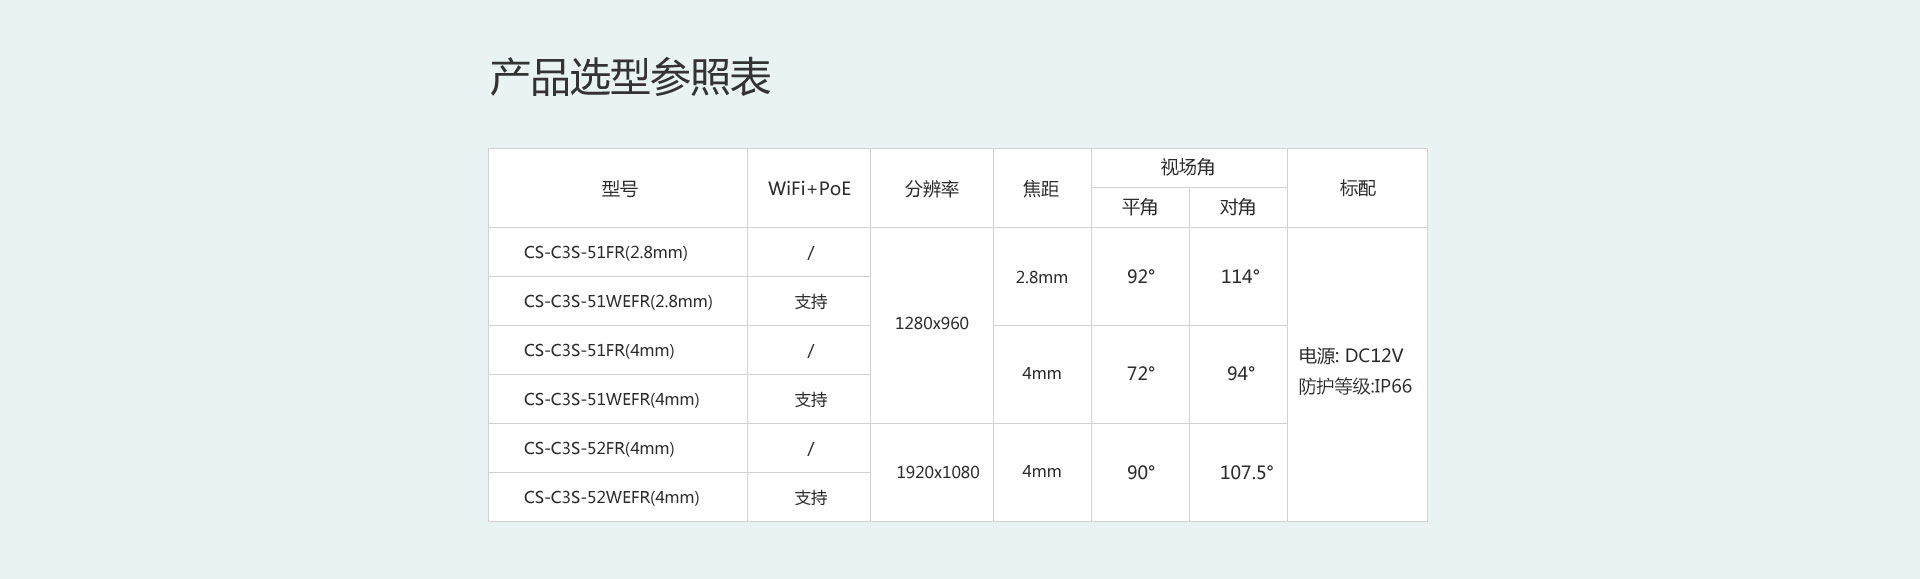 产品选型参照表
型号 WiFi+PoE 分辨率 焦距 视场角 标配
平角 对角
CS-C3S-51FR(2.8mm) / 1280x960 2.8mm 92° 114° 电源: DC12V
防护等级:IP66
CS-C3S-51WEFR(2.8mm) 支持
CS-C3S-51FR(4mm) / 4mm 72° 94°
CS-C3S-51WEFR(4mm) 支持
CS-C3S-52FR(4mm) / 1920x1080 4mm 90° 107.5°
CS-C3S-52WEFR(4mm) 支持